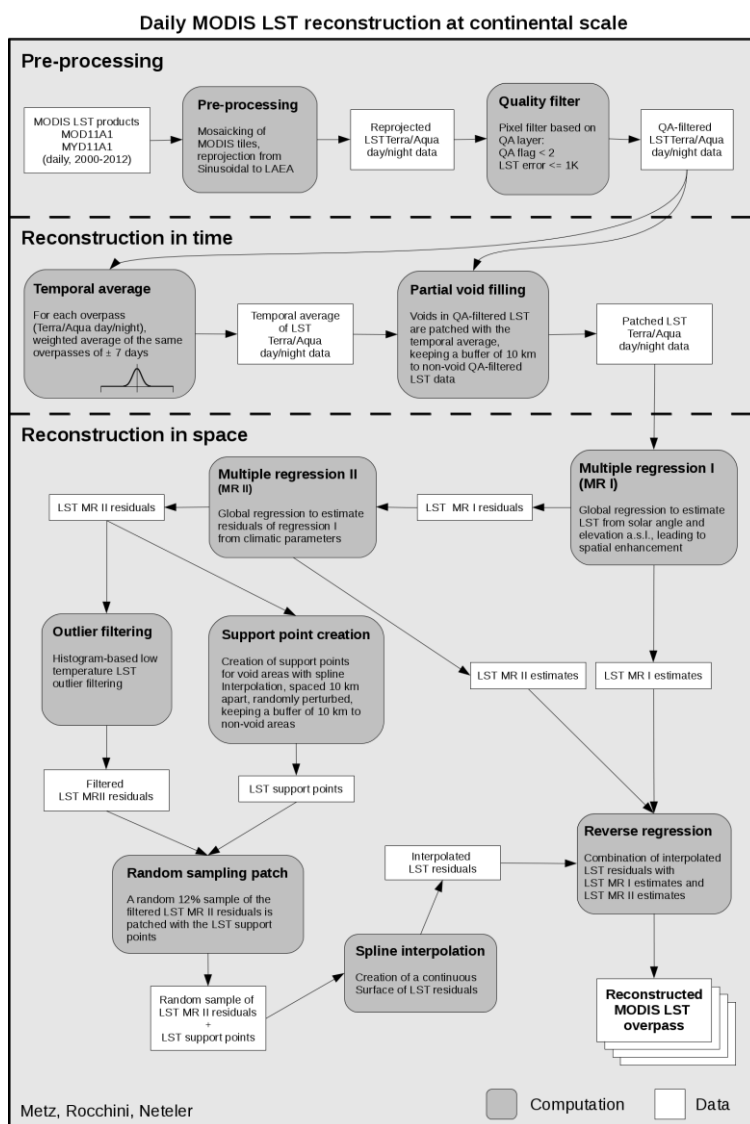 Daily MODIS LST reconstruction at continental scale
Pre-processing
MODIS LST products
MOD11A1
MYD11A1
(daily, 2000-2012)
Pre-processing
Mosaicking of
MODIS tiles,
reprojection from
Sinusoidal to LAEA
Reprojected
LSTTerra/Aqua
day/night data
Quality filter
Pixel filter based on
QA layer:
QA flag < 2
LST error <= 1K
QA-filtered
LSTTerra/Aqua
day/night data
Reconstruction in time
Temporal average
For each overpass
(Terra/Aqua day/night),
weighted average of the same
overpasses of ± 7 days
Temporal average
of LST
Terra/Aqua
day/night data
Partial void filling
Voids in QA-filtered LST
are patched with the
temporal average,
keeping a buffer of 10 km
to non-void QA-filtered
LST data
Patched LST
Terra/Aqua
day/night data
Reconstruction in space
LST MR II residuals
Multiple regression II
(MR II)
Global regression to estimate
residuals of regression I
from climatic parameters
LST MR I residuals
Multiple regression I
(MR I)
Global regression to estimate
LST from solar angle and
elevation a.s.l., leading to
spatial enhancement
Outlier filtering
Histogram-based low
temperature LST
outlier filtering
Support point creation
Creation of support points
for void areas with spline
Interpolation, spaced 10 km
apart, randomly perturbed,
keeping a buffer of 10 km to
non-void areas
LST MR II estimates
LST MR I estimates
Filtered
LST MRII residuals
LST support points
Random sampling patch
A random 12% sample of the
filtered LST MR II residuals is
patched with the LST support
points
Interpolated
LST residuals
Reverse regression
Combination of interpolated
LST residuals with
LST MR I estimates and
LST MR II estimates
Spline interpolation
Creation of a continuous
Surface of LST residuals
Random sample of
LST MR II residuals
+
LST support points
Reconstructed
MODIS LST
overpass
Metz, Rocchini, Neteler
Computation
Data